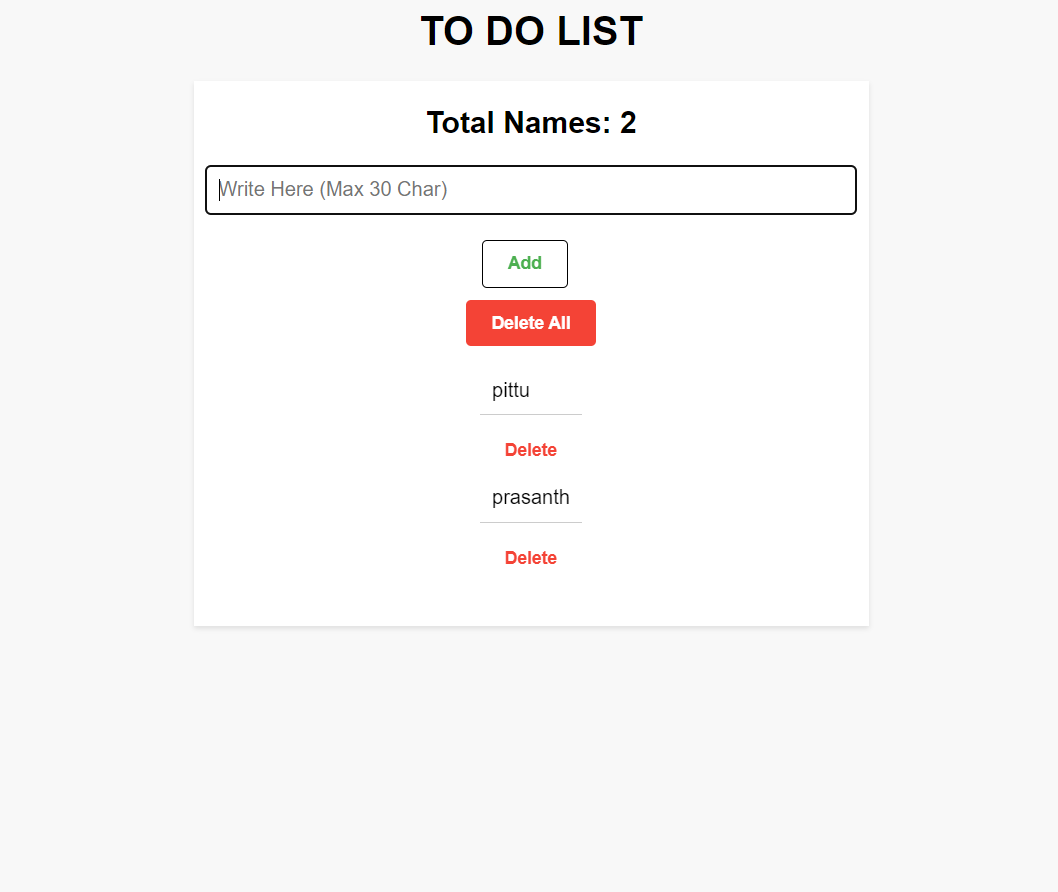 TO DO LIST
Total Names: 2
Write Here (Max 30 Char)
Add
Delete All
pittu
Delete
prasanth
Delete